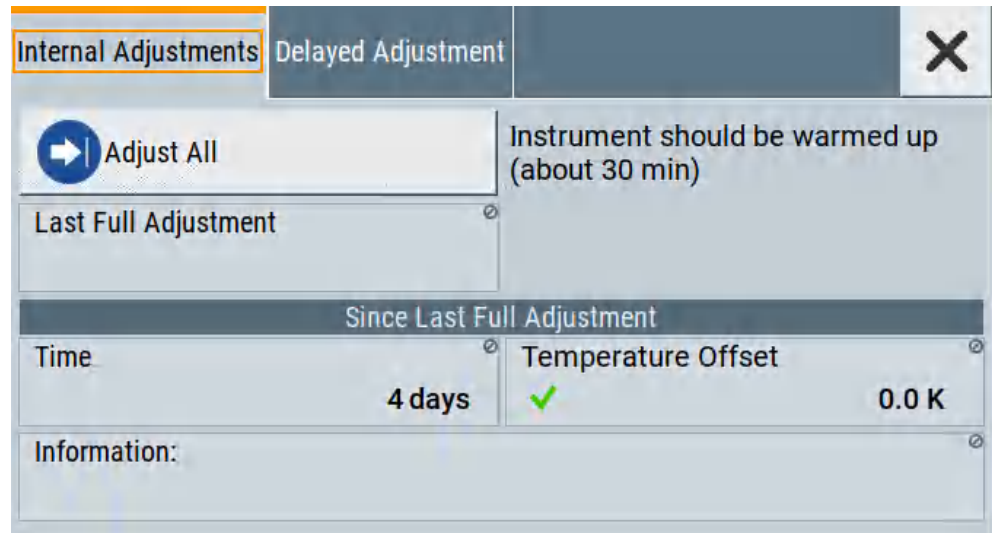 Internal Adjustments Delayed Adjustment
Adjust All
Instrument should be warmed up
(about 30 min)
Last Full Adjustment
Since Last Full Adjustment
Time
4 days
Temperature Offset
0.0 K
Information: